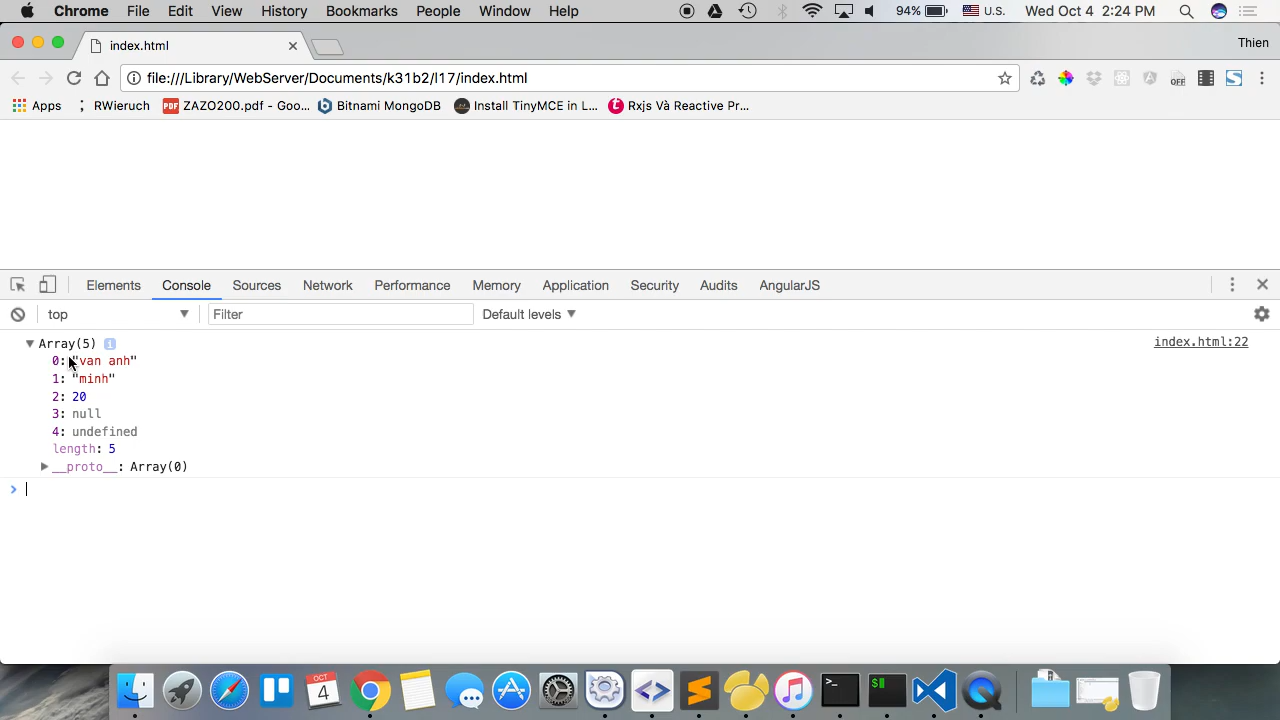 Chrome File Edit View History Bookmarks People Window Help 94% U.S. Wed Oct 4 2:24 PM
index.html Thien
file:///Library/WebServer/Documents/k31b2/l17/index.html OFF
Apps RWieruch PDF ZAZO200.pdf - Goo... Bitnami MongoDB Install TinyMCE in L... Rxjs Và Reactive Pr...
Elements Console Sources Network Performance Memory Application Security Audits AngularJS
top Filter Default levels
Array(5) i index.html:22
0: "van anh"
1: "minh"
2: 20
3: null
4: undefined
length: 5
__proto__: Array(0)
OCT
4